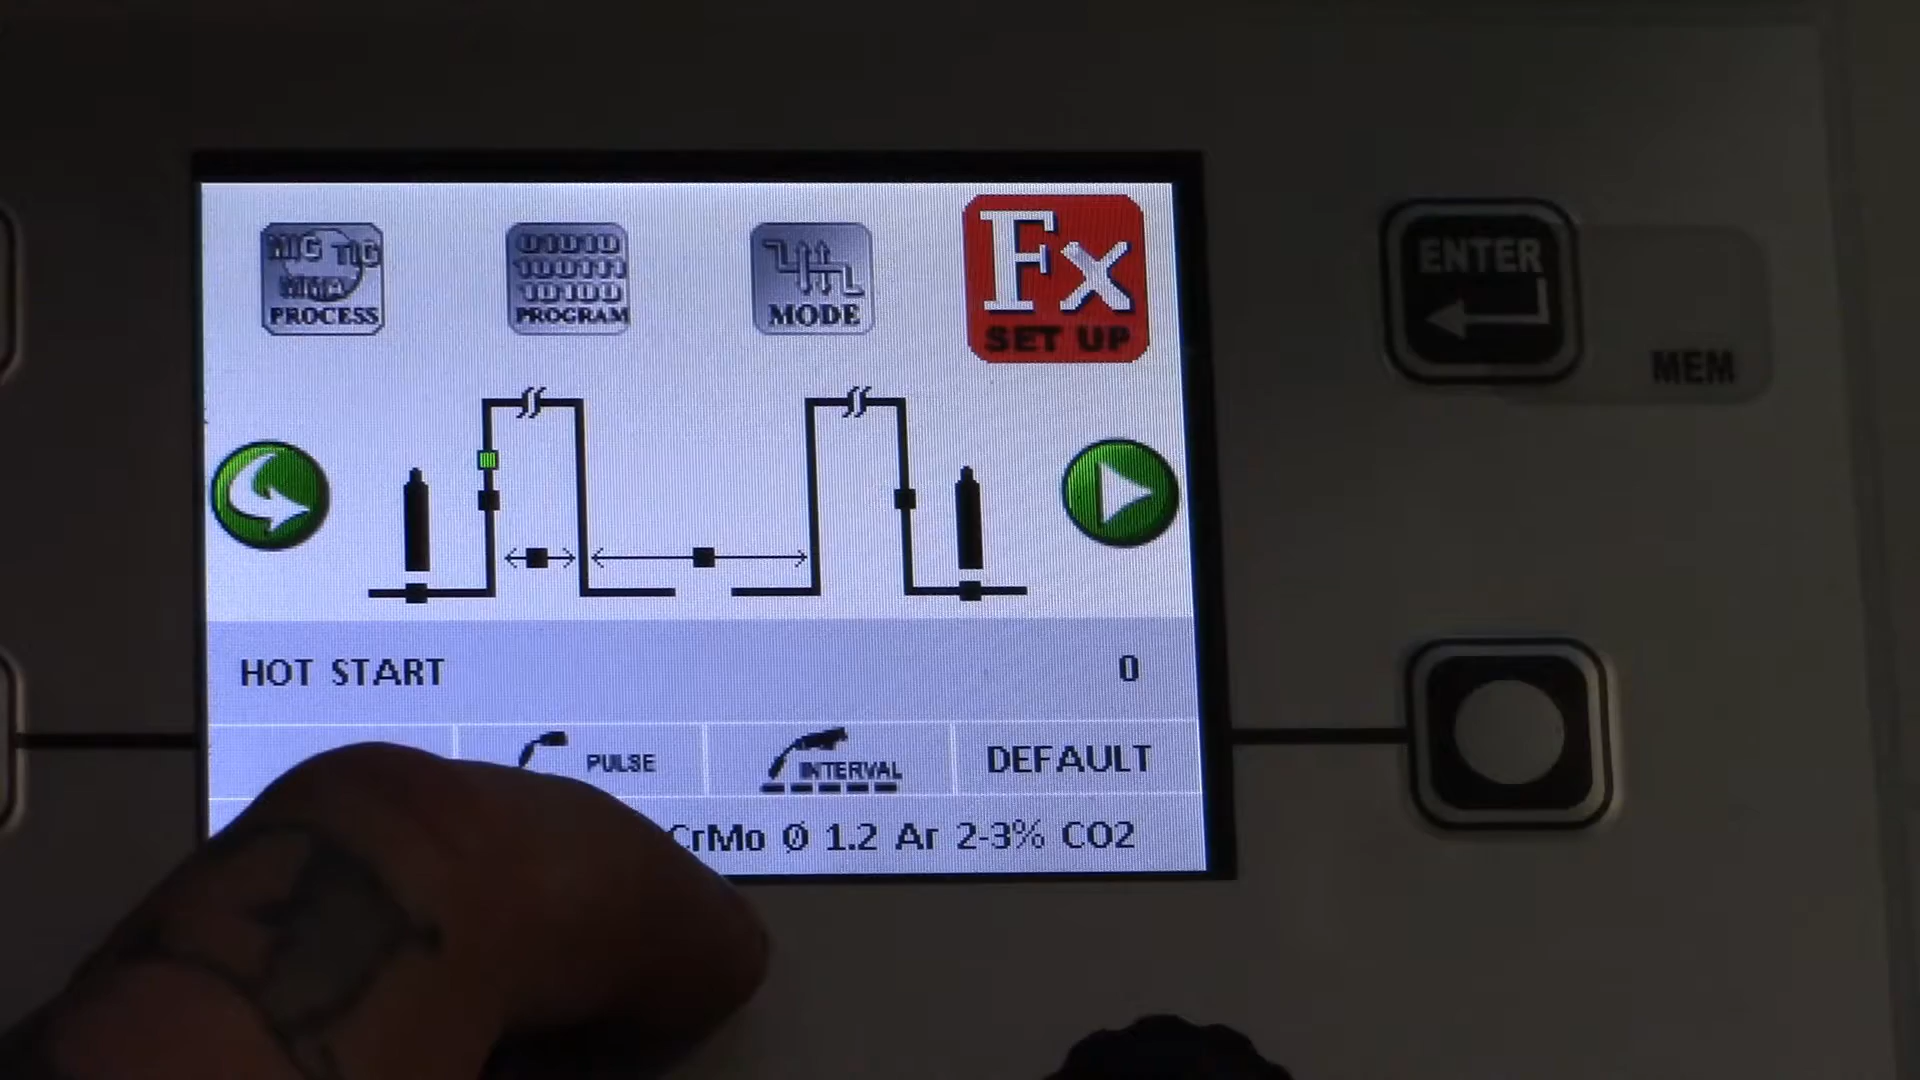 MIG TIG
MMA
PROCESS
01010
100111
10100
PROGRAM
MODE
Fx
SET UP
ENTER
MEM
HOT START 0
PULSE
INTERVAL
DEFAULT
CrMo Ø 1.2 Ar 2-3% CO2